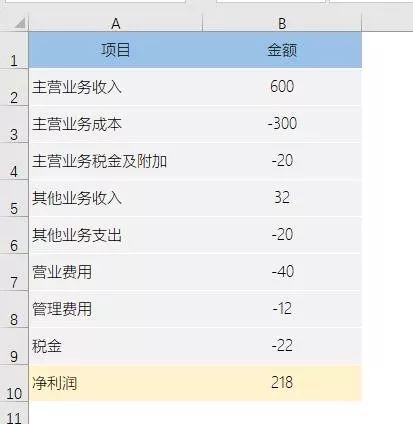 A B
1 项目 金额
2 主营业务收入 600
3 主营业务成本 -300
4 主营业务税金及附加 -20
5 其他业务收入 32
6 其他业务支出 -20
7 营业费用 -40
8 管理费用 -12
9 税金 -22
10 净利润 218
11